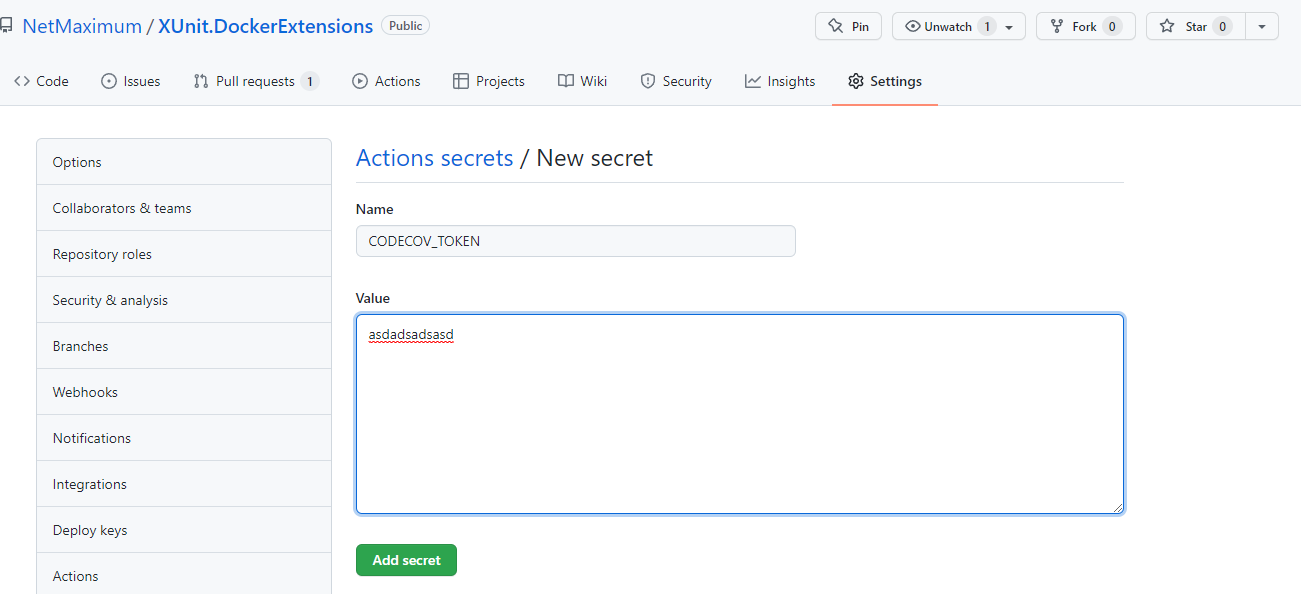 NetMaximum / XUnit.DockerExtensions Public Pin Unwatch 1 Fork 0 Star 0
Code Issues Pull requests 1 Actions Projects Wiki Security Insights Settings
Options
Collaborators & teams
Repository roles
Security & analysis
Branches
Webhooks
Notifications
Integrations
Deploy keys
Actions
Actions secrets / New secret
Name
CODECOV_TOKEN
Value
asdadsadsasd
Add secret